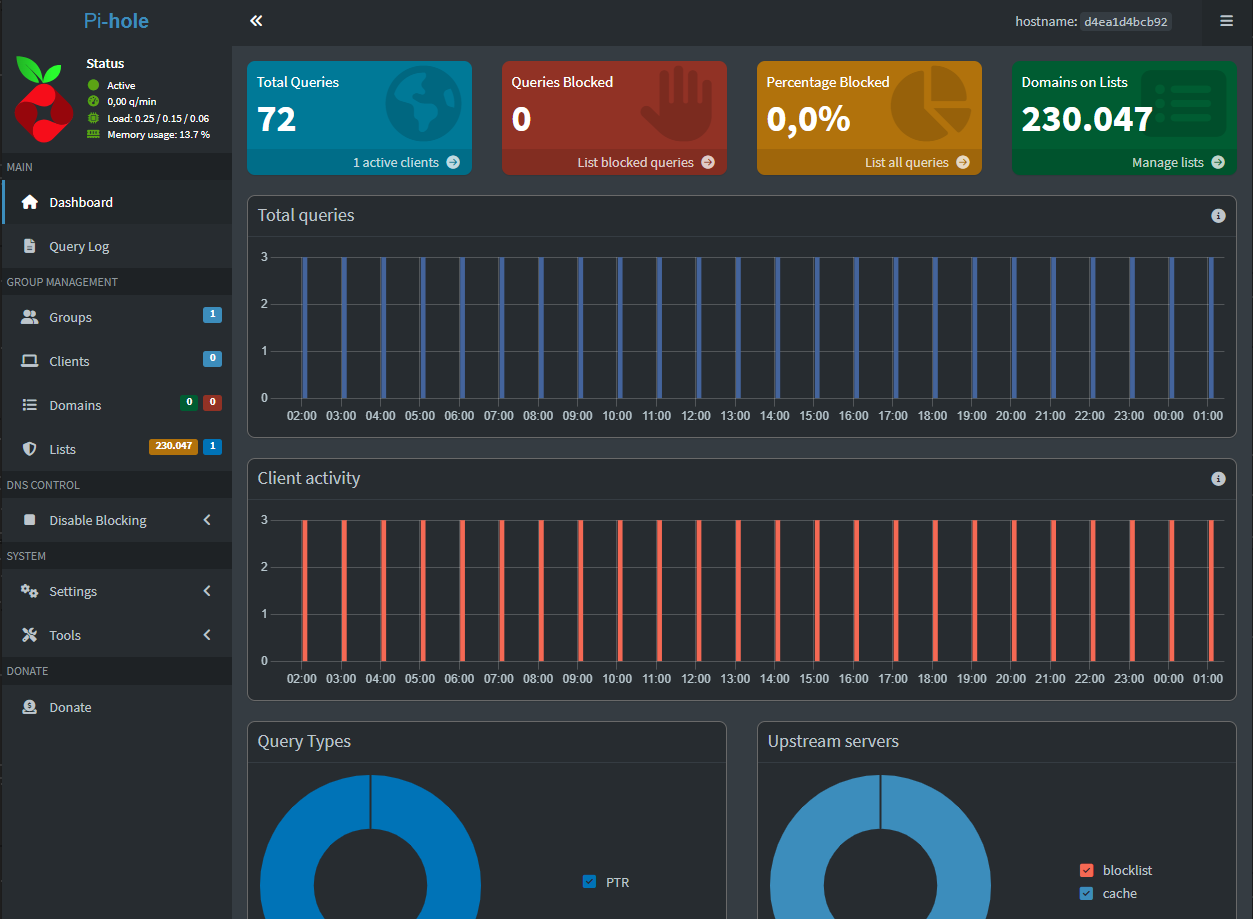 Pi-hole
hostname: d4ea1d4bcb92
Status
Active
0,00 q/min
Load: 0.25 / 0.15 / 0.06
Memory usage: 13.7 %
MAIN
Dashboard
Query Log
GROUP MANAGEMENT
Groups 1
Clients 0
Domains 0 0
Lists 230.047 1
DNS CONTROL
Disable Blocking
SYSTEM
Settings
Tools
DONATE
Donate
Total Queries
72
1 active clients
Queries Blocked
0
List blocked queries
Percentage Blocked
0,0%
List all queries
Domains on Lists
230.047
Manage lists
Total queries
3
2
1
0
02:00 03:00 04:00 05:00 06:00 07:00 08:00 09:00 10:00 11:00 12:00 13:00 14:00 15:00 16:00 17:00 18:00 19:00 20:00 21:00 22:00 23:00 00:00 01:00
Client activity
3
2
1
0
02:00 03:00 04:00 05:00 06:00 07:00 08:00 09:00 10:00 11:00 12:00 13:00 14:00 15:00 16:00 17:00 18:00 19:00 20:00 21:00 22:00 23:00 00:00 01:00
Query Types
PTR
Upstream servers
blocklist
cache